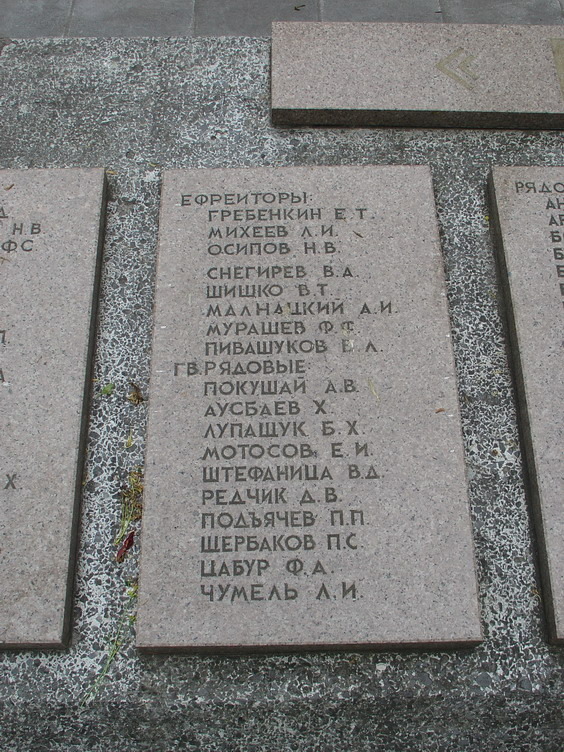 Н В
Ф С
П
Х
ЕФРЕЙТОРЫ:
ГРЕБЕНКИН Е.Т.
МИХЕЕВ Л.И.
ОСИПОВ Н.В.
СНЕГИРЕВ В.А.
ШИШКО В.Т.
МАЛНАЦКИЙ А.И.
МУРАШЕВ Ф.Ф.
ПИВАШУКОВ В.Л.
ГВ.РЯДОВЫЕ:
ПОКУШАЙ А.В.
АУСБАЕВ Х.
ЛУПАЩУК Б.Х.
МОТОСОВ Е.И.
ШТЕФАНИЦА В.Д.
РЕДЧИК Д.В.
ПОДЪЯЧЕВ П.П.
ЩЕРБАКОВ П.С.
ЦАБУР Ф.А.
ЧУМЕЛЬ Л.И.
РЯДО